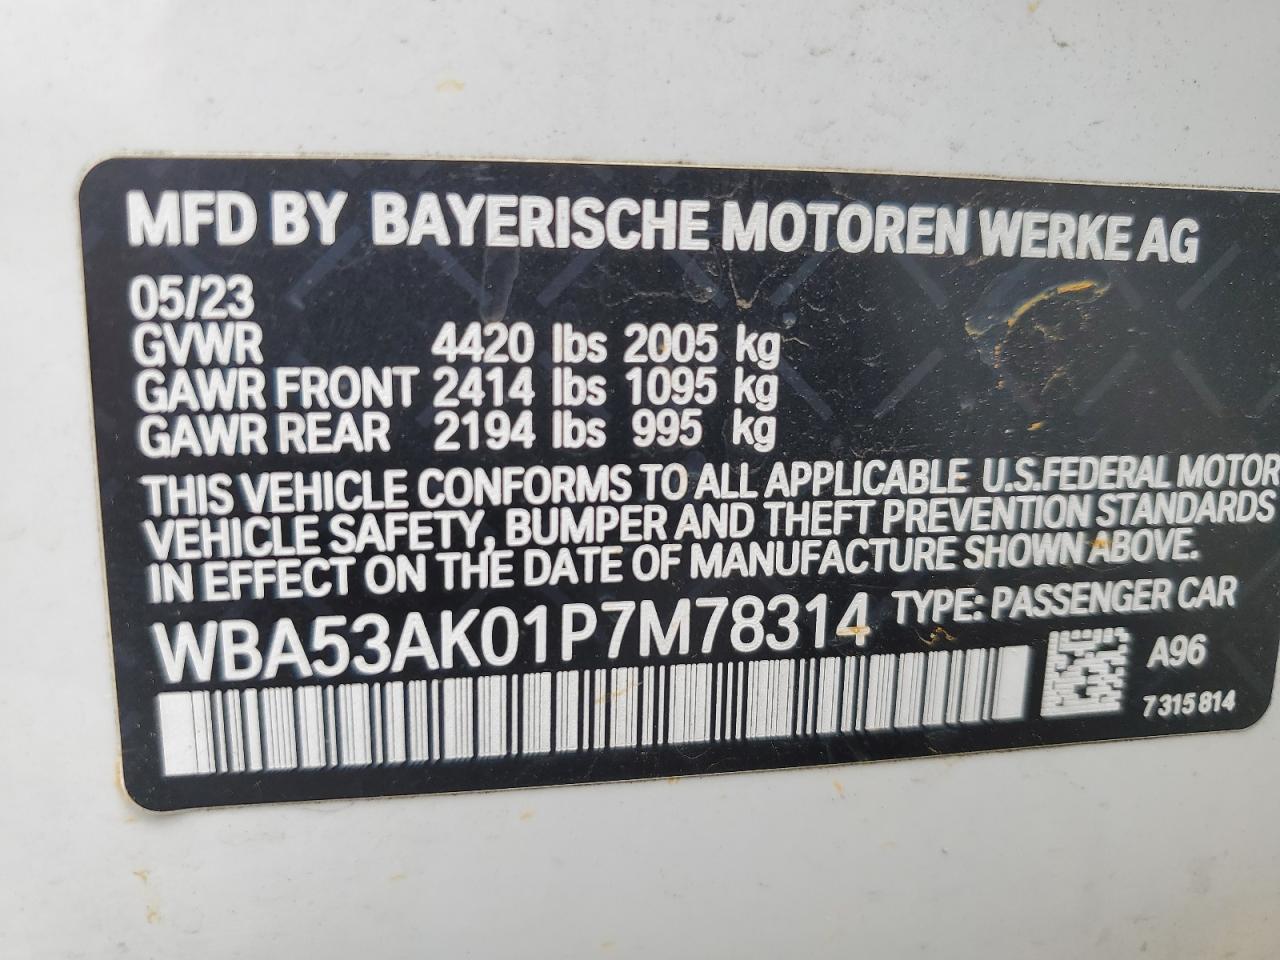 MFD BY BAYERISCHE MOTOREN WERKE AG
05/23
GVWR 4420 lbs 2005 kg
GAWR FRONT 2414 lbs 1095 kg
GAWR REAR 2194 lbs 995 kg
THIS VEHICLE CONFORMS TO ALL APPLICABLE U.S.FEDERAL MOTOR
VEHICLE SAFETY, BUMPER AND THEFT PREVENTION STANDARDS
IN EFFECT ON THE DATE OF MANUFACTURE SHOWN ABOVE.
WBA53AK01P7M78314 TYPE: PASSENGER CAR
A96
7 315 814